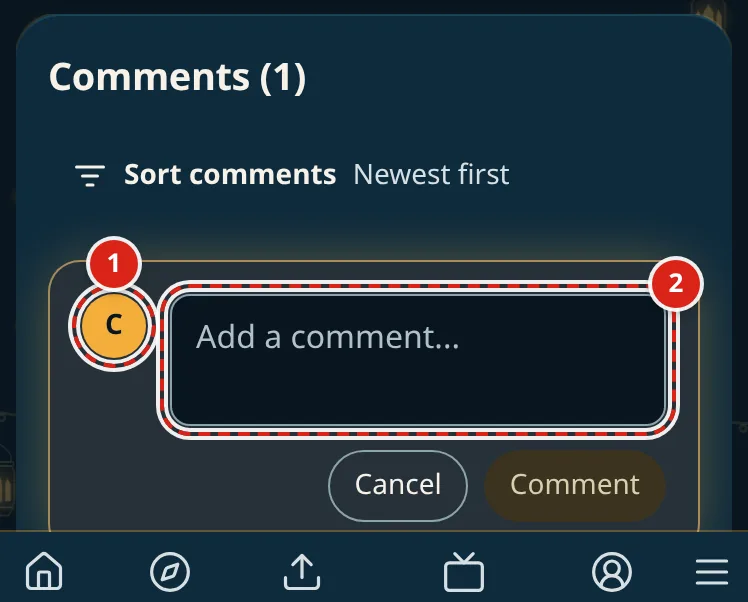 Comments (1)
Sort comments Newest first
1
2
C
Add a comment...
Cancel Comment